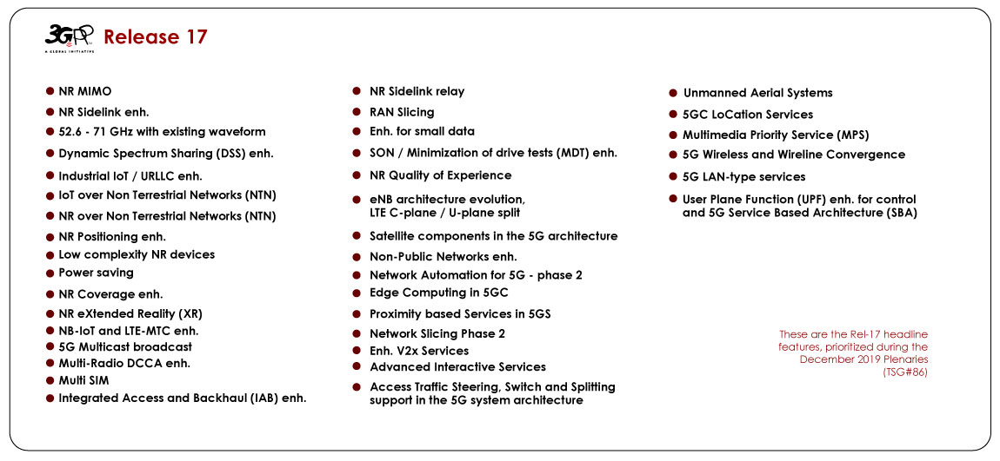 3GPP
A GLOBAL INITIATIVE
Release 17
NR MIMO
NR Sidelink enh.
52.6 - 71 GHz with existing waveform
Dynamic Spectrum Sharing (DSS) enh.
Industrial IoT / URLLC enh.
IoT over Non Terrestrial Networks (NTN)
NR over Non Terrestrial Networks (NTN)
NR Positioning enh.
Low complexity NR devices
Power saving
NR Coverage enh.
NR eXtended Reality (XR)
NB-IoT and LTE-MTC enh.
5G Multicast broadcast
Multi-Radio DCCA enh.
Multi SIM
Integrated Access and Backhaul (IAB) enh.
NR Sidelink relay
RAN Slicing
Enh. for small data
SON / Minimization of drive tests (MDT) enh.
NR Quality of Experience
eNB architecture evolution,
LTE C-plane / U-plane split
Satellite components in the 5G architecture
Non-Public Networks enh.
Network Automation for 5G - phase 2
Edge Computing in 5GC
Proximity based Services in 5GS
Network Slicing Phase 2
Enh. V2x Services
Advanced Interactive Services
Access Traffic Steering, Switch and Splitting
support in the 5G system architecture
Unmanned Aerial Systems
5GC LoCation Services
Multimedia Priority Service (MPS)
5G Wireless and Wireline Convergence
5G LAN-type services
User Plane Function (UPF) enh. for control
and 5G Service Based Architecture (SBA)
These are the Rel-17 headline
features, prioritized during the
December 2019 Plenaries
(TSG#86)